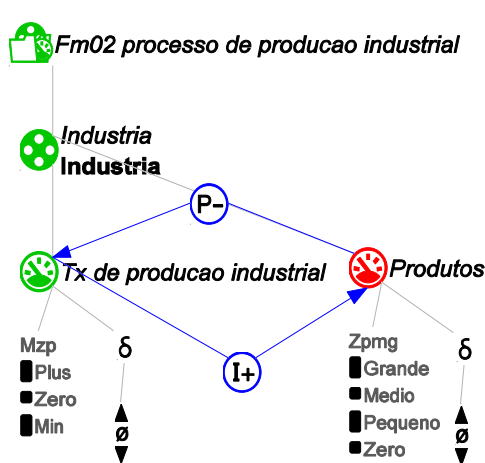 Fm02 processo de producao industrial
!ndustria
Industria
P-
Tx de producao industrial
Produtos
I+
Mzp
Plus
Zero
Min
δ
ø
Zpmg
Grande
Medio
Pequeno
Zero
δ
ø